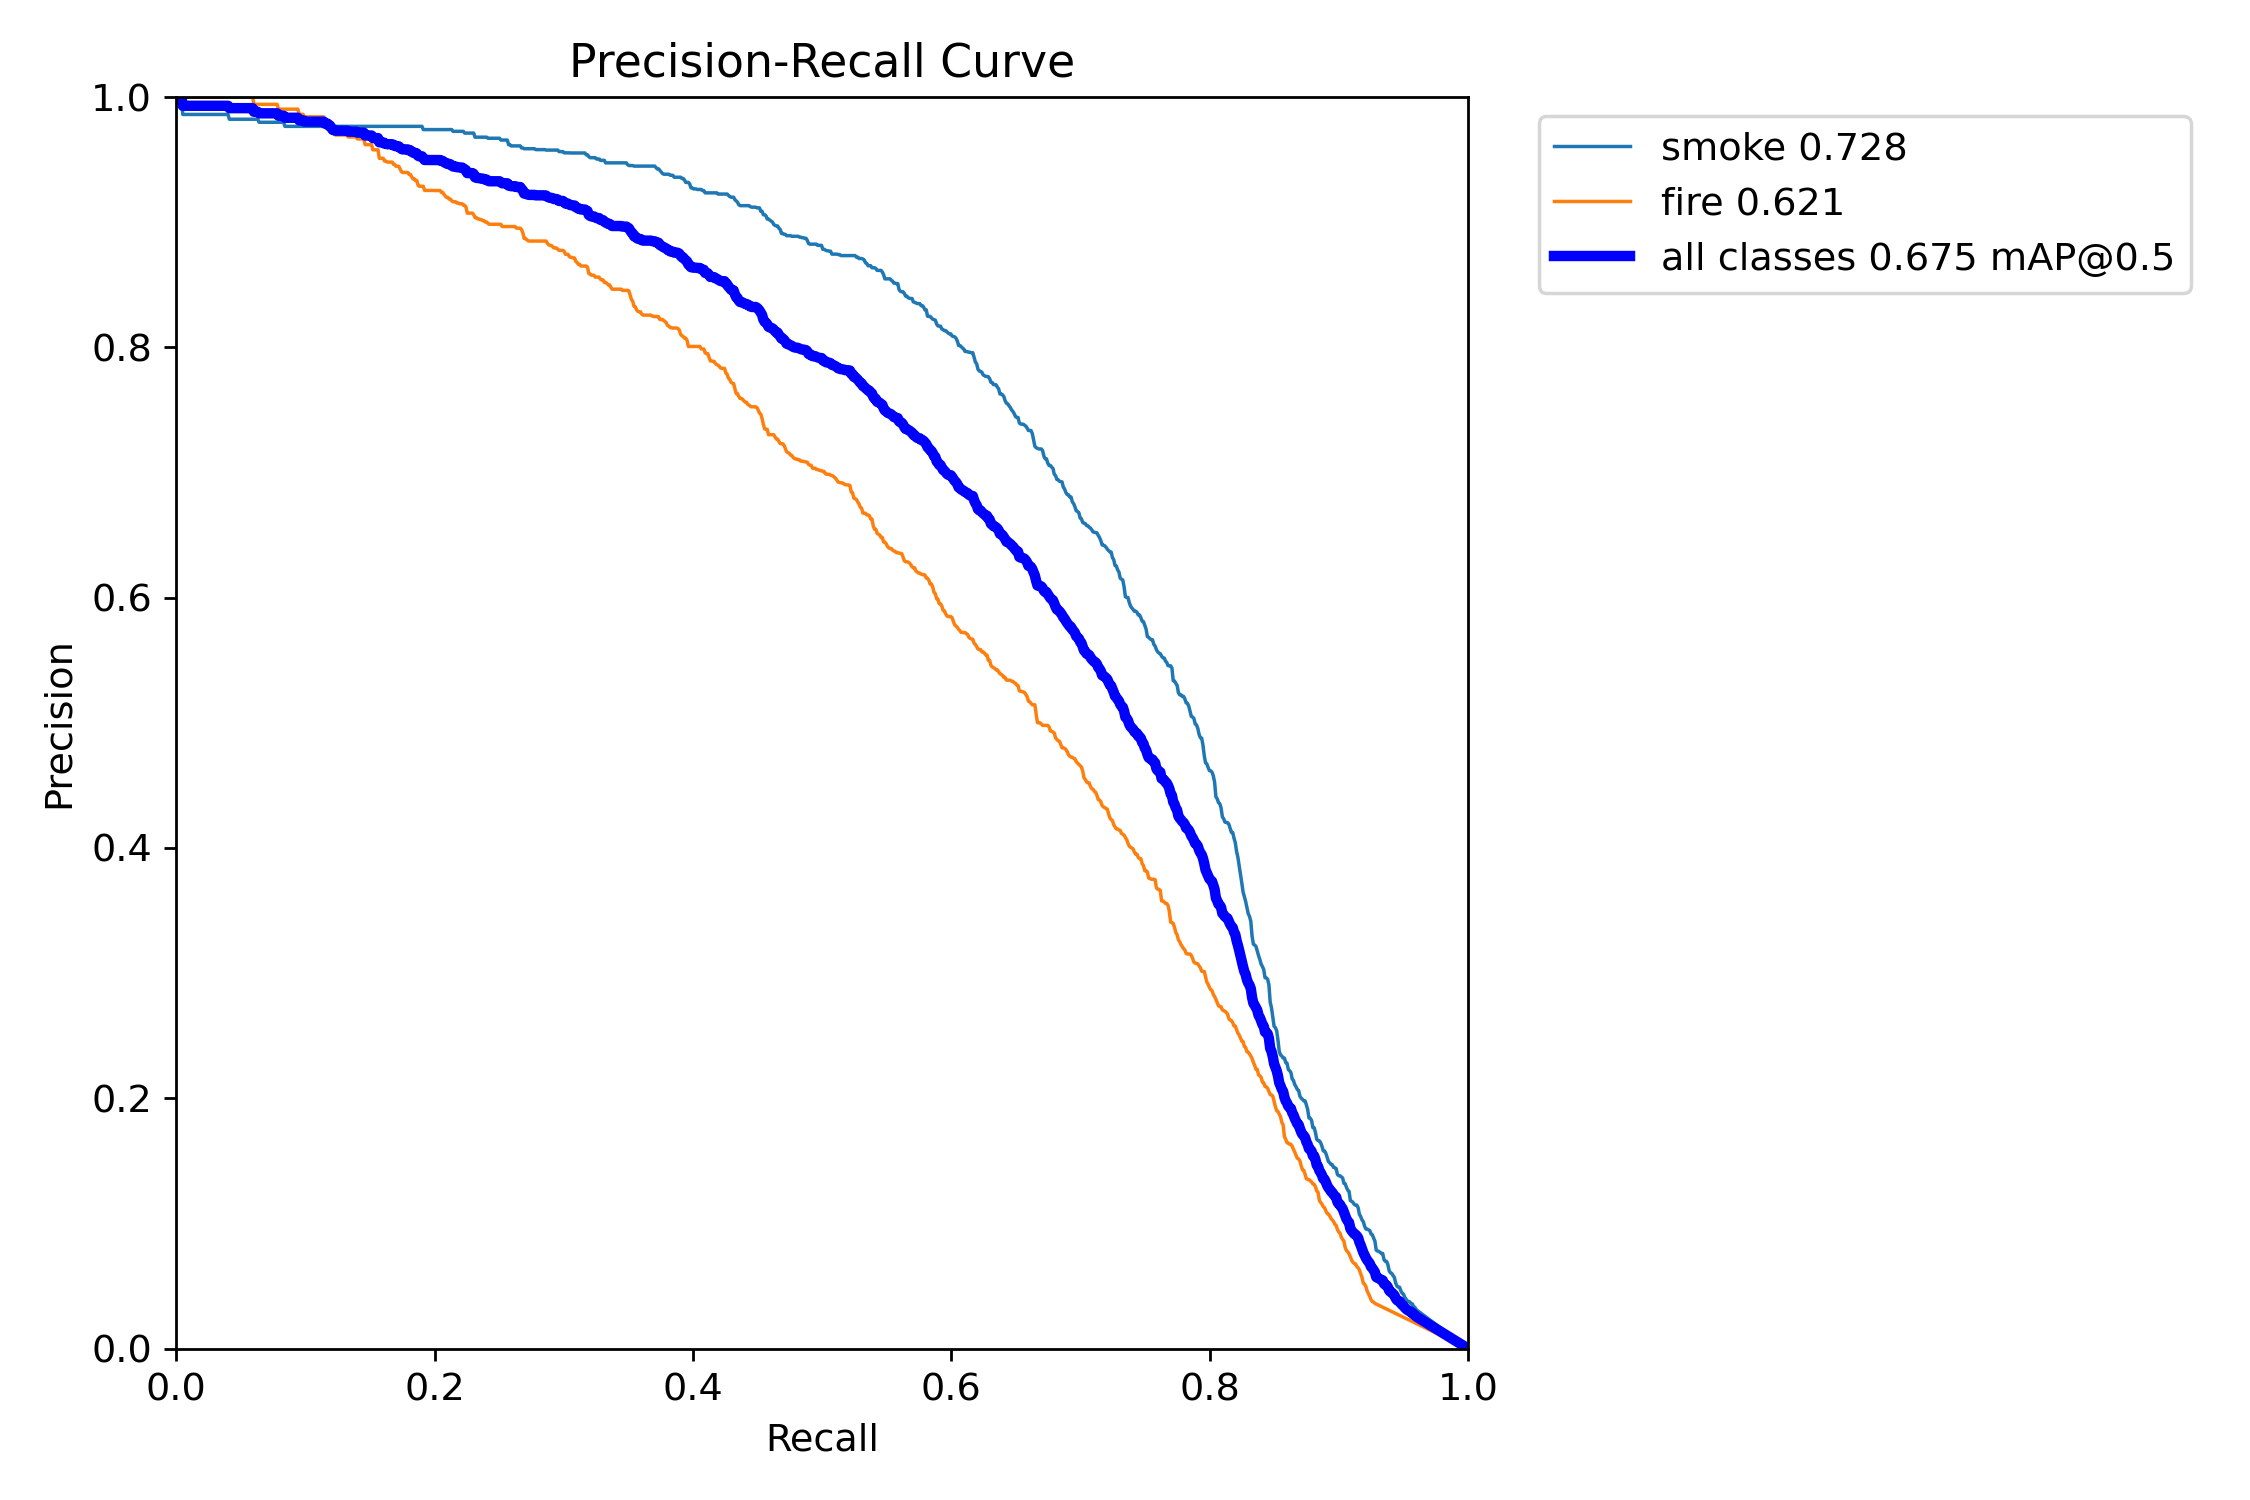 Precision-Recall Curve
1.0
0.8
0.6
0.4
0.2
0.0
Precision
0.0 0.2 0.4 0.6 0.8 1.0
Recall
smoke 0.728
fire 0.621
all classes 0.675 mAP@0.5